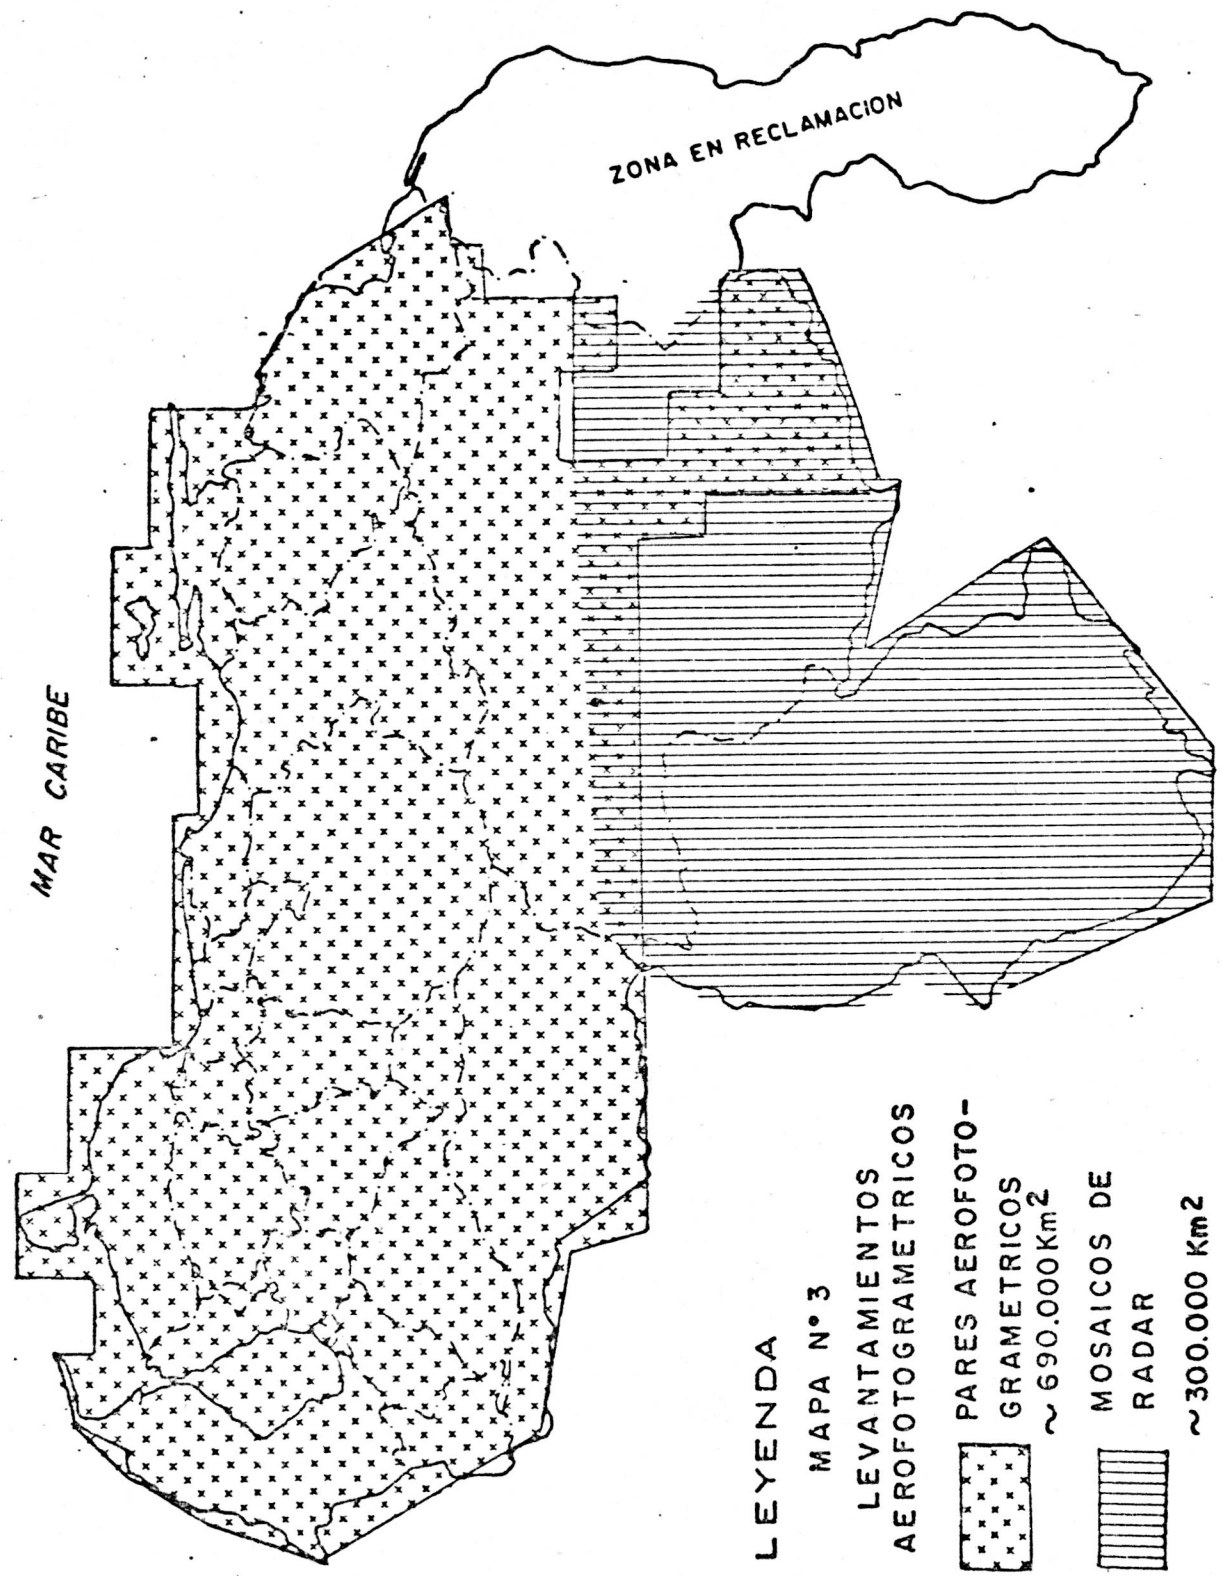 MAR CARIBE
ZONA EN RECLAMACION
LEYENDA
MAPA N° 3
LEVANTAMIENTOS
AEROFOTOGRAMETRICOS
PARES AEROFOTO-
GRAMETRICOS
~ 690.000 Km2
MOSAICOS DE
RADAR
~300.000 Km2